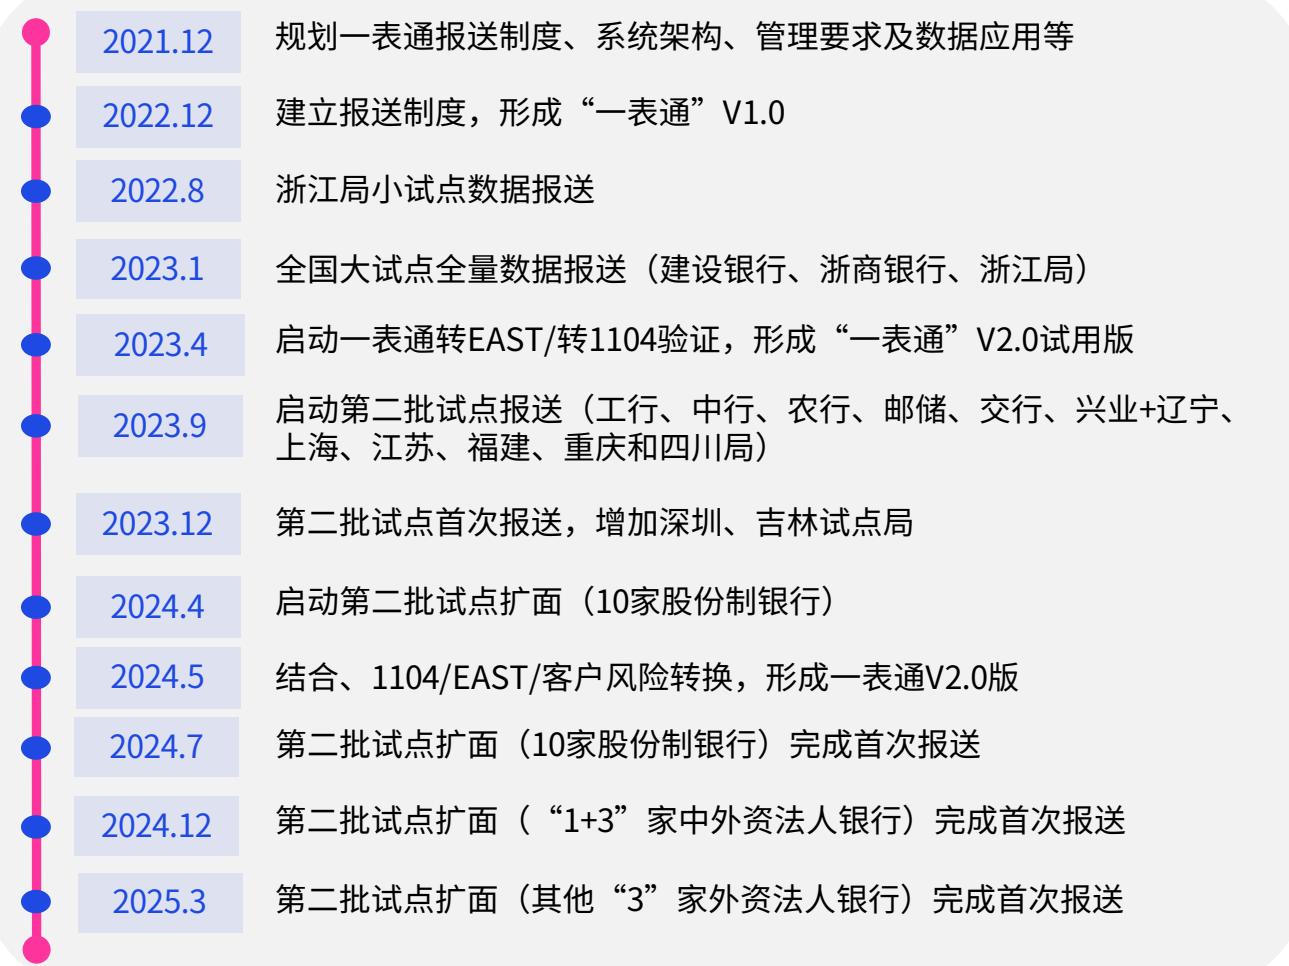 2021.12 规划一表通报送制度、系统架构、管理要求及数据应用等
2022.12 建立报送制度，形成“一表通”V1.0
2022.8 浙江局小试点数据报送
2023.1 全国大试点全量数据报送（建设银行、浙商银行、浙江局）
2023.4 启动一表通转EAST/转1104验证，形成“一表通”V2.0试用版
2023.9 启动第二批试点报送（工行、中行、农行、邮储、交行、兴业+辽宁、
上海、江苏、福建、重庆和四川局）
2023.12 第二批试点首次报送，增加深圳、吉林试点局
2024.4 启动第二批试点扩面（10家股份制银行）
2024.5 结合、1104/EAST/客户风险转换，形成一表通V2.0版
2024.7 第二批试点扩面（10家股份制银行）完成首次报送
2024.12 第二批试点扩面（“1+3”家中外资法人银行）完成首次报送
2025.3 第二批试点扩面（其他“3”家外资法人银行）完成首次报送